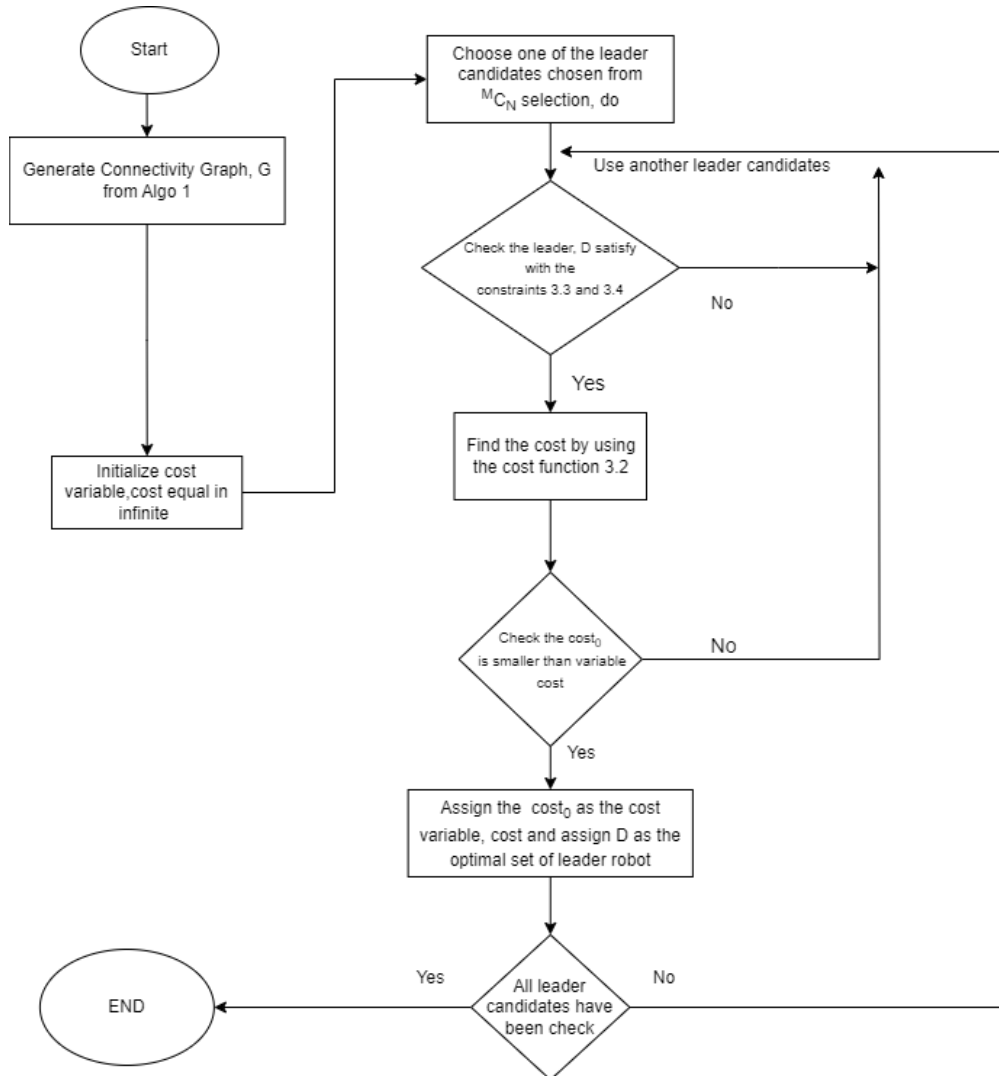 Start
Generate Connectivity Graph, G
from Algo 1
Initialize cost
variable,cost equal in
infinite
Choose one of the leader
candidates chosen from
ᴹCɴ selection, do
Use another leader candidates
Check the leader, D satisfy
with the
constraints 3.3 and 3.4
No
Yes
Find the cost by using
the cost function 3.2
Check the cost₀
is smaller than variable
cost
No
Yes
Assign the cost₀ as the cost
variable, cost and assign D as the
optimal set of leader robot
All leader
candidates have
been check
Yes
No
END